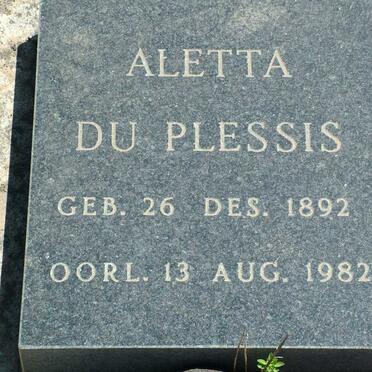 ALETTA
DU PLESSIS
GEB. 26 DES. 1892
OORL. 13 AUG. 1982